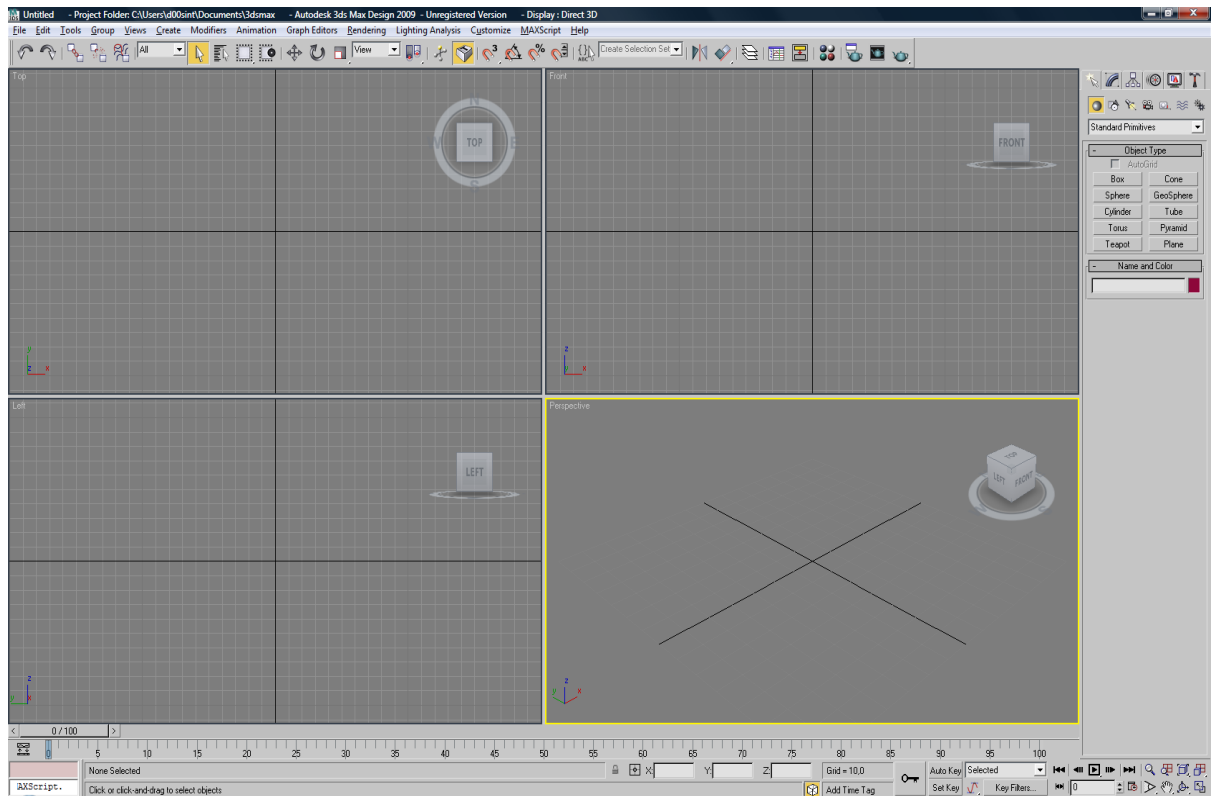 Untitled - Project Folder: C:\Users\d00sint\Documents\3dsmax - Autodesk 3ds Max Design 2009 - Unregistered Version - Display : Direct 3D
File Edit Tools Group Views Create Modifiers Animation Graph Editors Rendering Lighting Analysis Customize MAXScript Help
All View 3 Create Selection Set
Top Front
N
W TOP E FRONT
S
Standard Primitives
- Object Type
AutoGrid
Box Cone
Sphere GeoSphere
Cylinder Tube
Torus Pyramid
Teapot Plane
- Name and Color
y
z x
z
x
Left Perspective
LEFT
TOP
LEFT FRONT
S
z
y x
z
y x
< 0 / 100 >
0 5 10 15 20 25 30 35 40 45 50 55 60 65 70 75 80 85 90 95 100
None Selected X: Y: Z: Grid = 10,0 Auto Key Selected
AXScript. Click or click-and-drag to select objects Add Time Tag Set Key Key Filters... 0